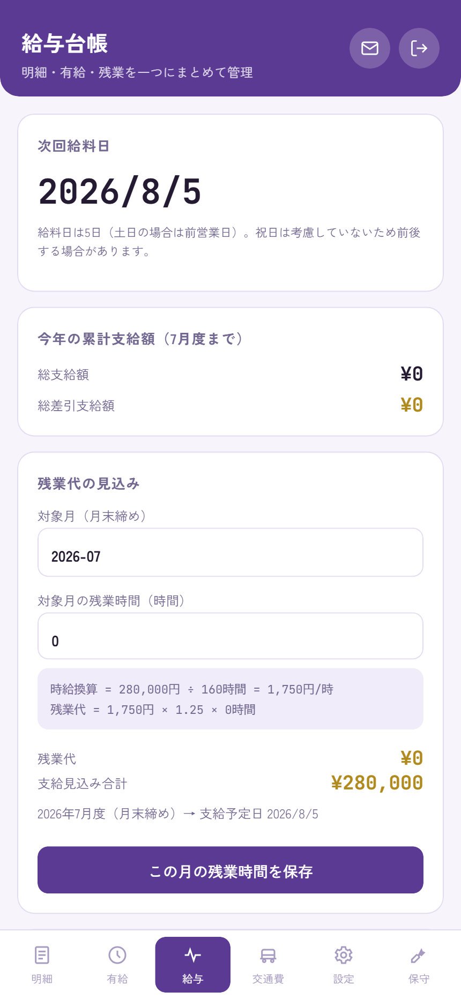 給与台帳
明細・有給・残業を一つにまとめて管理
次回給料日
2026/8/5
給料日は5日（土日の場合は前営業日）。祝日は考慮していないため前後
する場合があります。
今年の累計支給額（7月度まで）
総支給額 ¥0
総差引支給額 ¥0
残業代の見込み
対象月（月末締め）
2026-07
対象月の残業時間（時間）
0
時給換算 = 280,000円 ÷ 160時間 = 1,750円/時
残業代 = 1,750円 × 1.25 × 0時間
残業代 ¥0
支給見込み合計 ¥280,000
2026年7月度（月末締め）→ 支給予定日 2026/8/5
この月の残業時間を保存
明細 有給 給与 交通費 設定 保守